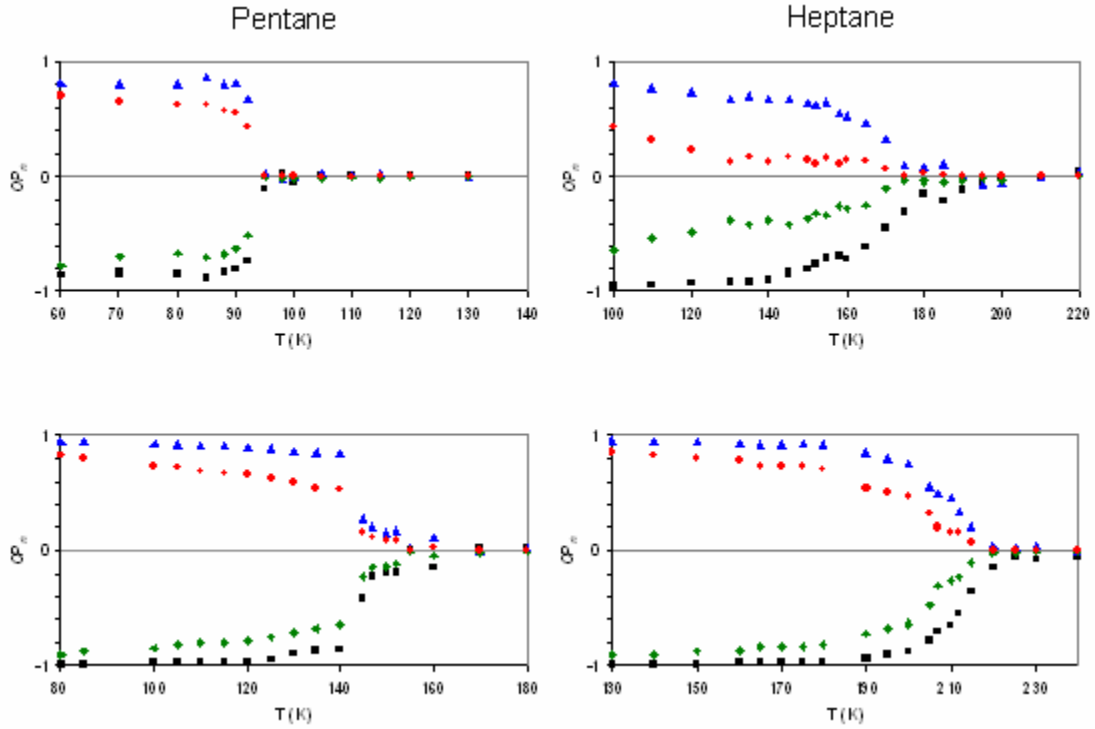 Pentane Heptane
1 1
OPn 0 OPn 0
-1 -1
60 70 80 90 100 110 120 130 140 100 120 140 160 180 200 220
T (K) T (K)
1 1
OPn 0 OPn 0
-1 -1
80 100 120 140 160 180 130 150 170 190 210 230
T (K) T (K)